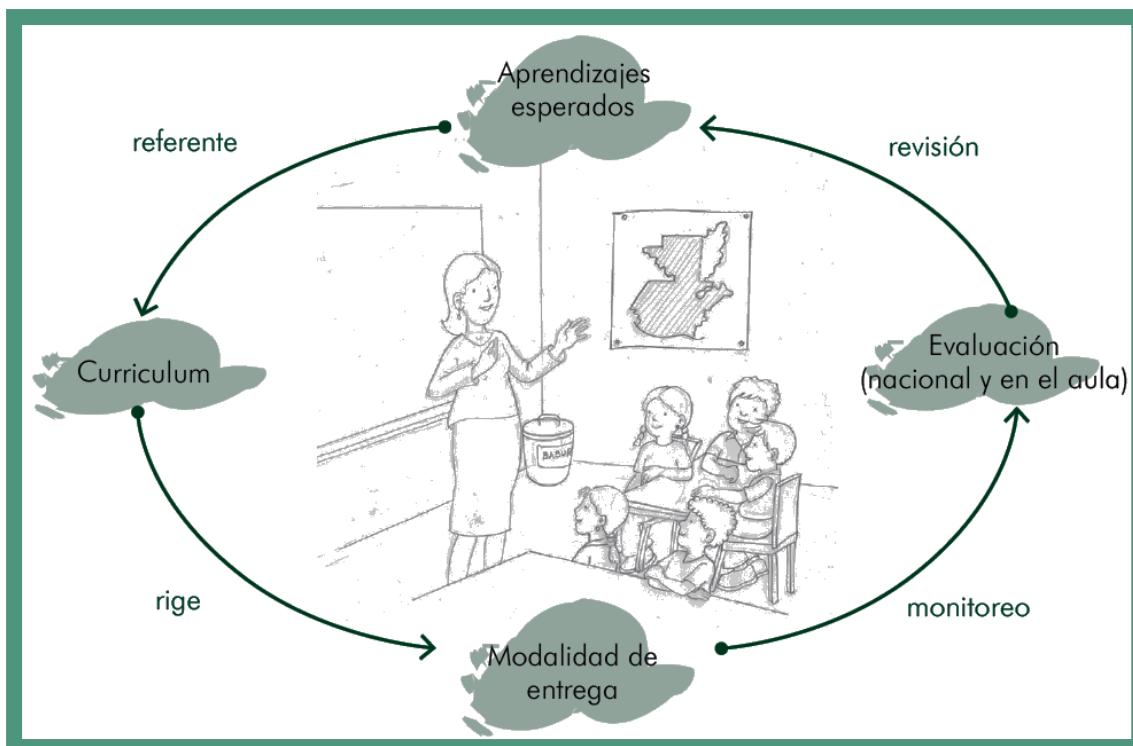 Aprendizajes
esperados
referente
revisión
Curriculum
Evaluación
(nacional y en el aula)
rige
monitoreo
Modalidad de
entrega